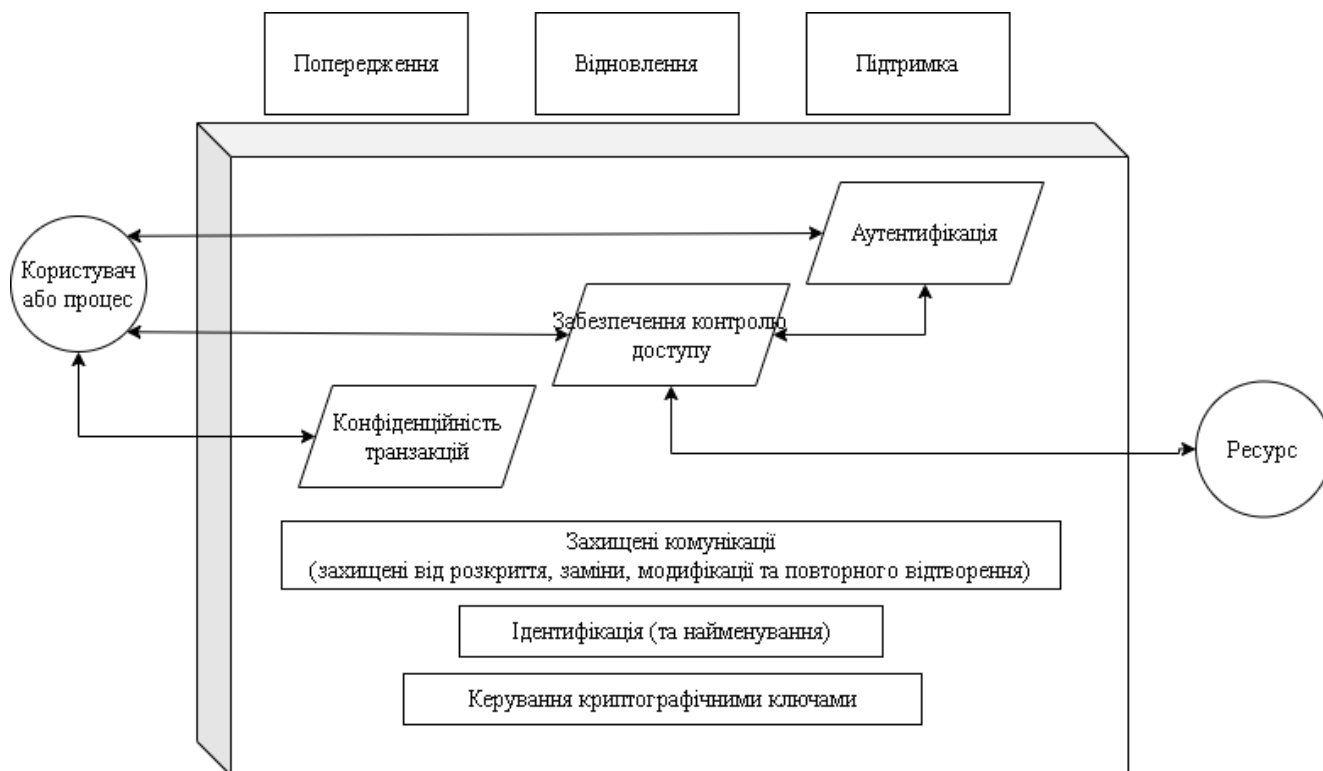 Попередження
Відновлення
Підтримка
Аутентифікація
Користувач
або процес
Забезпечення контролю
доступу
Конфіденційність
транзакцій
Ресурс
Захищені комунікації
(захищені від розкриття, заміни, модифікації та повторного відтворення)
Ідентифікація (та найменування)
Керування криптографічними ключами